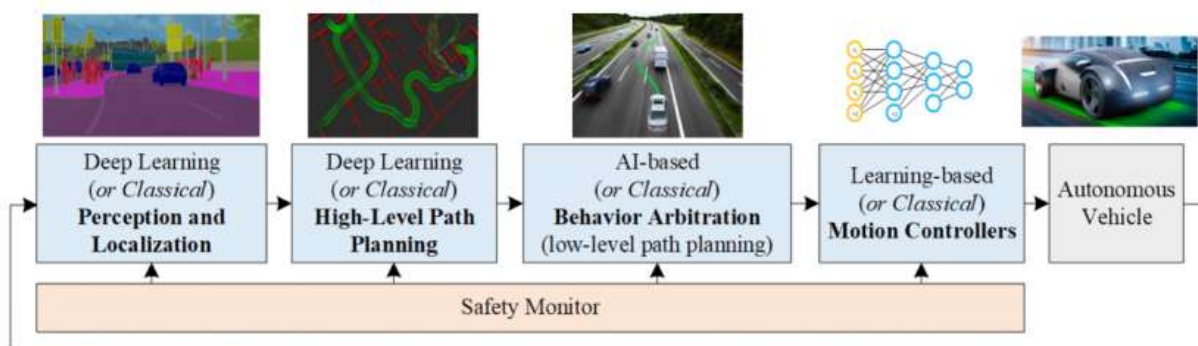 Deep Learning
(or Classical)
Perception and
Localization
Deep Learning
(or Classical)
High-Level Path
Planning
AI-based
(or Classical)
Behavior Arbitration
(low-level path planning)
Learning-based
(or Classical)
Motion Controllers
Autonomous
Vehicle
Safety Monitor